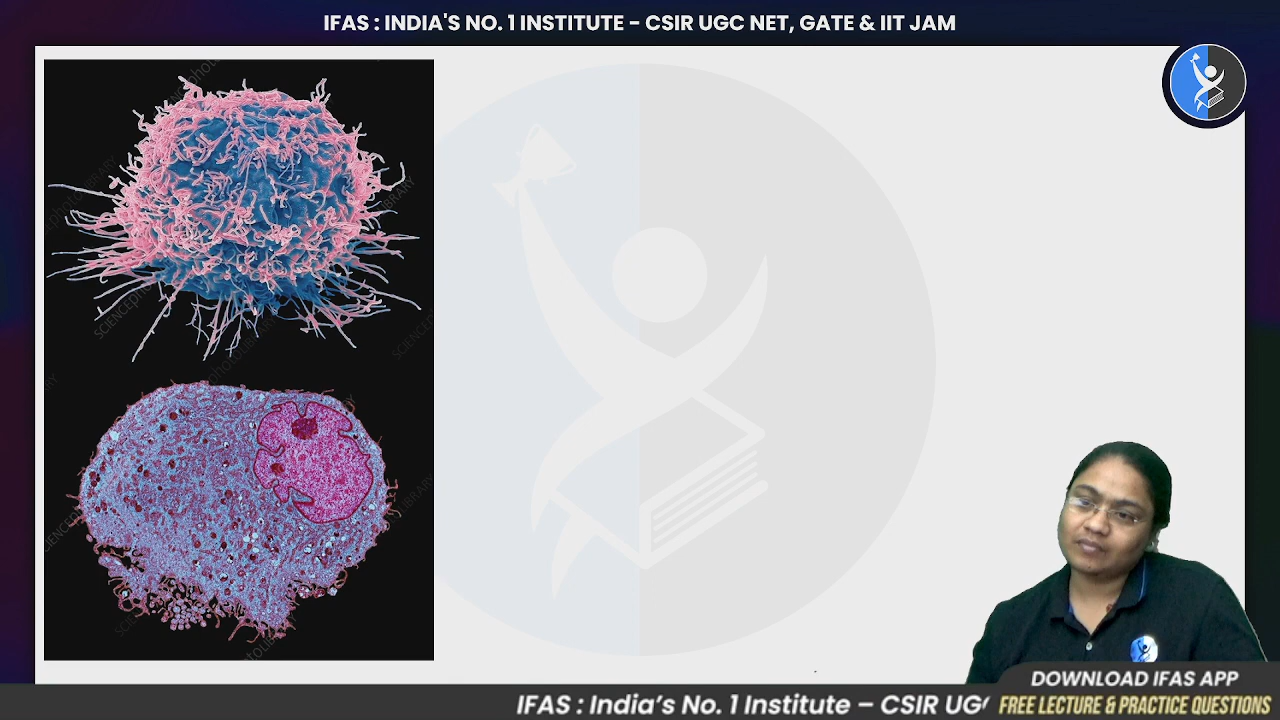 IFAS : INDIA'S NO. 1 INSTITUTE - CSIR UGC NET, GATE & IIT JAM
DOWNLOAD IFAS APP
IFAS : India's No. 1 Institute – CSIR UG
FREE LECTURE & PRACTICE QUESTIONS